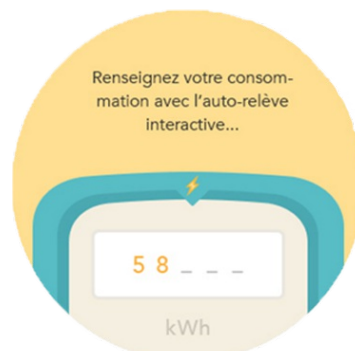 Renseignez votre consom-
mation avec l'auto-relève
interactive...
5 8 _ _ _
kWh